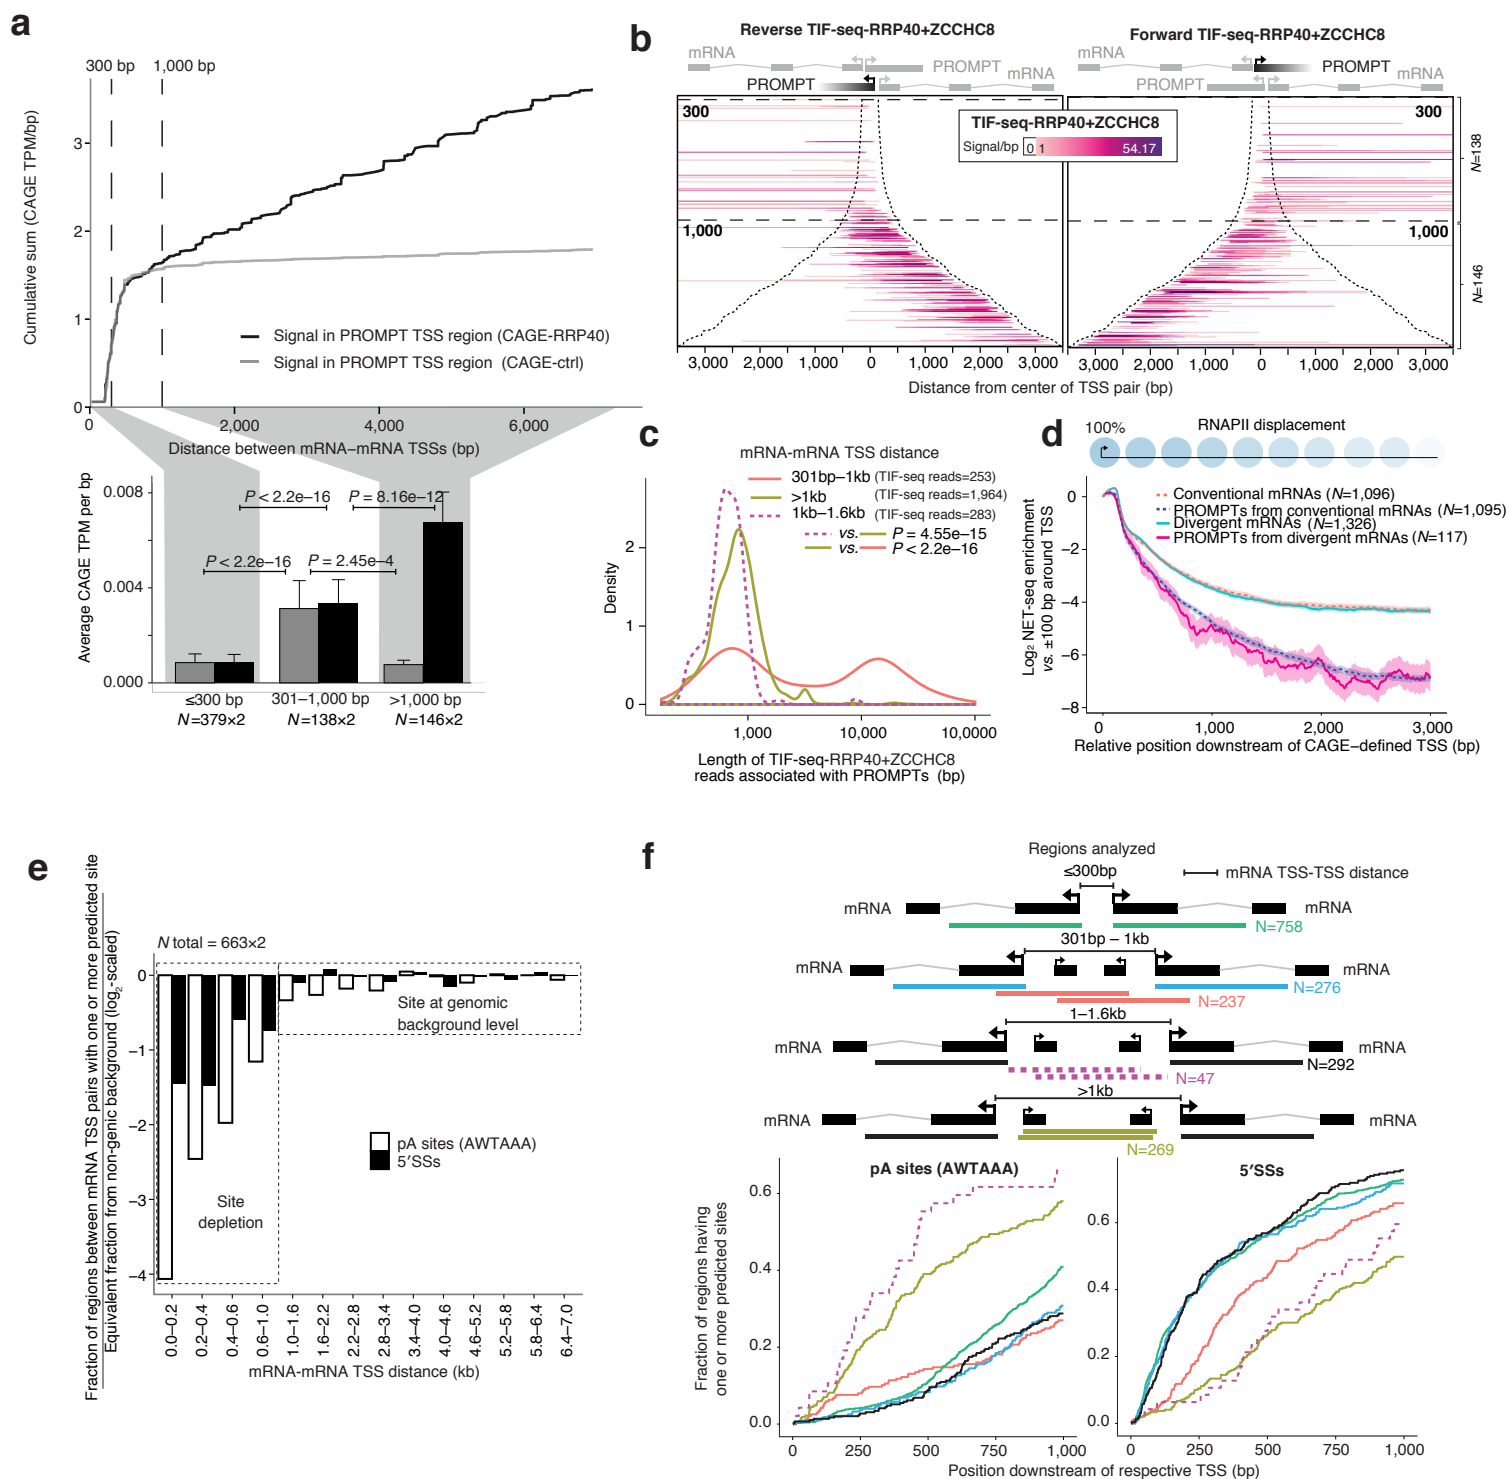 a
300 bp
1,000 bp
Cumulative sum (CAGE TPM/bp)
3
2
1
0
Signal in PROMPT TSS region (CAGE-RRP40)
Signal in PROMPT TSS region (CAGE-ctrl)
0
2,000
4,000
6,000
Distance between mRNA–mRNA TSSs (bp)
Average CAGE TPM per bp
0.008
0.004
0.000
P < 2.2e−16
P = 8.16e−12
P < 2.2e−16
P = 2.45e−4
≤300 bp
301–1,000 bp
>1,000 bp
N=379×2
N=138×2
N=146×2
b
Reverse TIF-seq-RRP40+ZCCHC8
Forward TIF-seq-RRP40+ZCCHC8
mRNA
PROMPT
mRNA
PROMPT
mRNA
PROMPT
PROMPT
mRNA
300
1,000
300
1,000
TIF-seq-RRP40+ZCCHC8
Signal/bp
0 1
54.17
N=138
N=146
3,000 2,000 1,000 0 1,000 2,000 3,000
3,000 2,000 1,000 0 1,000 2,000 3,000
Distance from center of TSS pair (bp)
c
mRNA-mRNA TSS distance
301bp–1kb (TIF-seq reads=253)
>1kb (TIF-seq reads=1,964)
1kb–1.6kb (TIF-seq reads=283)
vs. P = 4.55e−15
vs. P < 2.2e−16
Density
2
1
0
1,000
10,000
10,0000
Length of TIF-seq-RRP40+ZCCHC8
reads associated with PROMPTs (bp)
d
RNAPII displacement
100%
Conventional mRNAs (N=1,096)
PROMPTs from conventional mRNAs (N=1,095)
Divergent mRNAs (N=1,326)
PROMPTs from divergent mRNAs (N=117)
Log2 NET-seq enrichment
vs. ±100 bp around TSS
0
−2
−4
−6
−8
0
1,000
2,000
3,000
Relative position downstream of CAGE–defined TSS (bp)
e
Fraction of regions between mRNA TSS pairs with one or more predicted site
Equivalent fraction from non-genic background (log2-scaled)
N total = 663×2
0
−1
−2
−3
−4
Site at genomic
background level
Site
depletion
pA sites (AWTAAA)
5′SSs
0.0–0.2
0.2–0.4
0.4–0.6
0.6–1.0
1.0–1.6
1.6–2.2
2.2–2.8
2.8–3.4
3.4–4.0
4.0–4.6
4.6–5.2
5.2–5.8
5.8–6.4
6.4–7.0
mRNA-mRNA TSS distance (kb)
f
Regions analyzed
≤300bp
mRNA TSS-TSS distance
mRNA
mRNA
N=758
301bp – 1kb
mRNA
mRNA
N=276
N=237
1–1.6kb
mRNA
mRNA
N=292
N=47
>1kb
mRNA
mRNA
N=269
pA sites (AWTAAA)
5′SSs
Fraction of regions having
one or more predicted sites
0.6
0.4
0.2
0.0
0.6
0.4
0.2
0.0
0 250 500 750 1,000
0 250 500 750 1,000
Position downstream of respective TSS (bp)